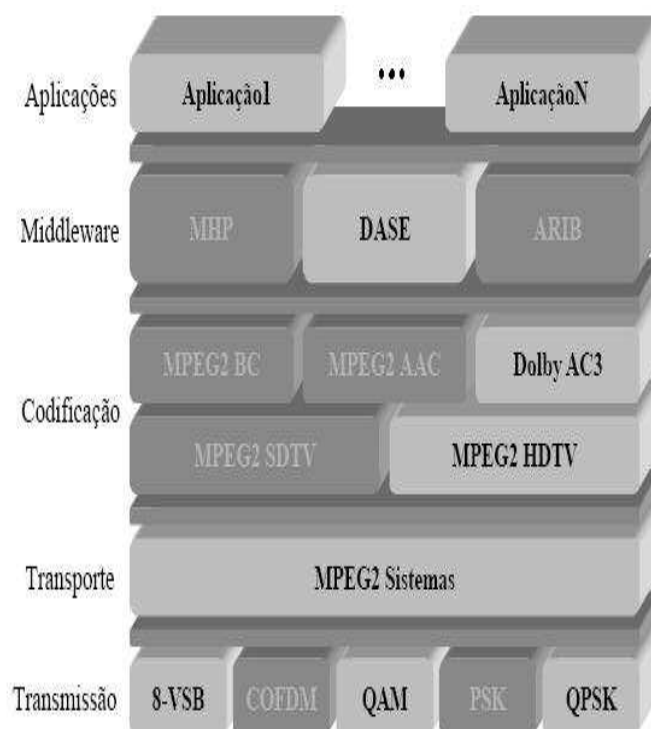 Aplicações Aplicação1 ... AplicaçãoN
Middleware MHP DASE ARIB
MPEG2 BC MPEG2 AAC Dolby AC3
Codificação
MPEG2 SDTV MPEG2 HDTV
Transporte MPEG2 Sistemas
Transmissão 8-VSB COFDM QAM PSK QPSK